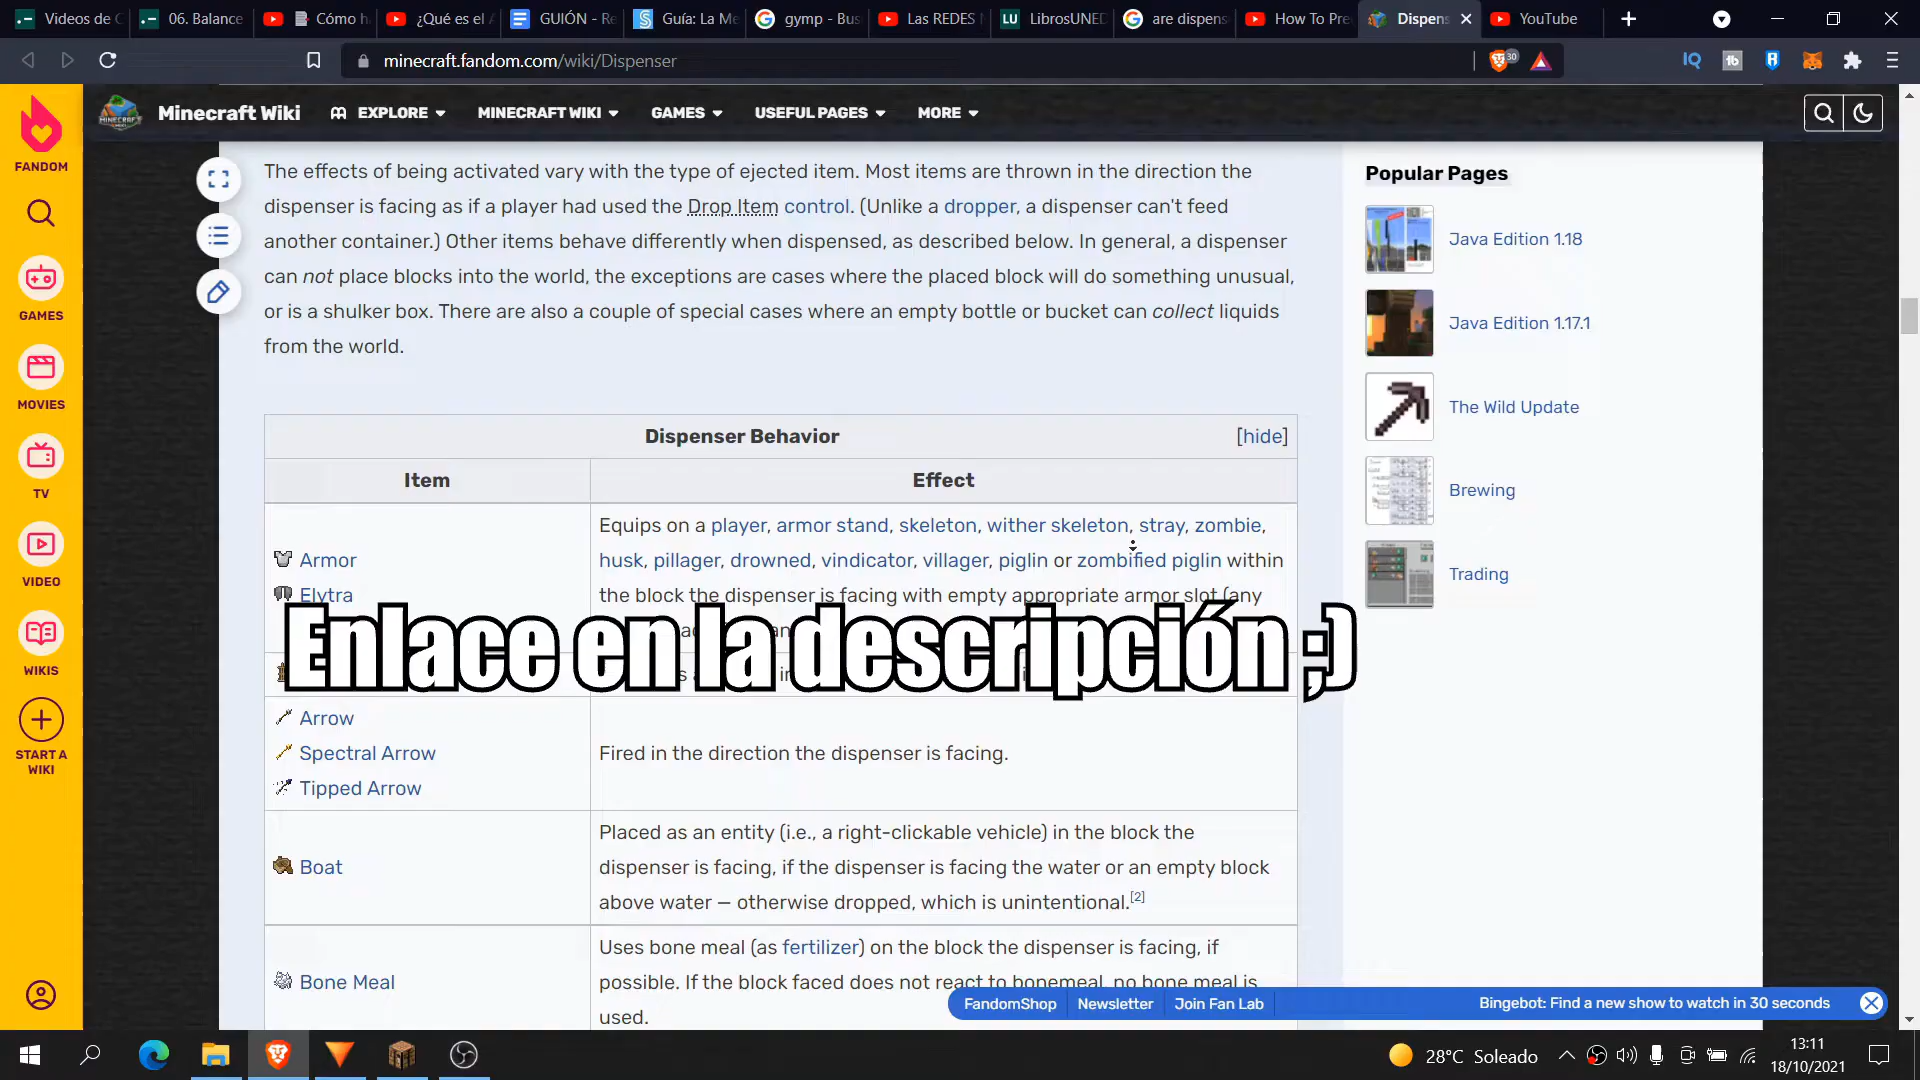 Videos de C
06. Balance
Cómo h
¿Qué es el A
GUIÓN - Re
Guía: La Me
gymp - Bus
Las REDES N
LibrosUNED
are dispens
How To Pre
Dispens
YouTube
minecraft.fandom.com/wiki/Dispenser
30
Minecraft Wiki
EXPLORE
MINECRAFT WIKI
GAMES
USEFUL PAGES
MORE
FANDOM
GAMES
MOVIES
TV
VIDEO
WIKIS
START A
WIKI
The effects of being activated vary with the type of ejected item. Most items are thrown in the direction the
dispenser is facing as if a player had used the Drop Item control. (Unlike a dropper, a dispenser can't feed
another container.) Other items behave differently when dispensed, as described below. In general, a dispenser
can not place blocks into the world, the exceptions are cases where the placed block will do something unusual,
or is a shulker box. There are also a couple of special cases where an empty bottle or bucket can collect liquids
from the world.
Dispenser Behavior
[hide]
Item
Effect
Armor
Elytra
Equips on a player, armor stand, skeleton, wither skeleton, stray, zombie,
husk, pillager, drowned, vindicator, villager, piglin or zombified piglin within
the block the dispenser is facing with empty appropriate armor slot (any
Enlace en la descripción ;)
Arrow
Spectral Arrow
Tipped Arrow
Fired in the direction the dispenser is facing.
Boat
Placed as an entity (i.e., a right-clickable vehicle) in the block the
dispenser is facing, if the dispenser is facing the water or an empty block
above water — otherwise dropped, which is unintentional.[2]
Bone Meal
Uses bone meal (as fertilizer) on the block the dispenser is facing, if
possible. If the block faced does not react to bonemeal, no bone meal is
used.
Popular Pages
Java Edition 1.18
Java Edition 1.17.1
The Wild Update
Brewing
Trading
FandomShop
Newsletter
Join Fan Lab
Bingebot: Find a new show to watch in 30 seconds
28°C Soleado
13:11
18/10/2021